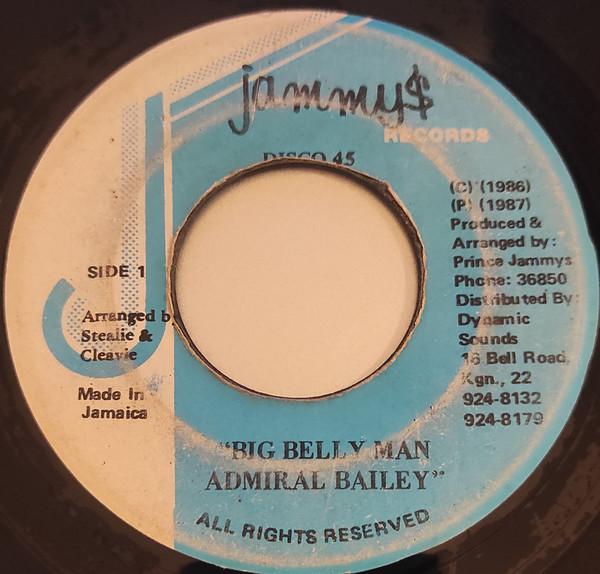 jammy$
RECORDS
DISCO 45
(C) (1986)
(P) (1987)
Produced &
Arranged by:
Prince Jammys
Phone: 36850
Distributed By:
Dynamic
Sounds
16 Bell Road,
Kgn., 22
924-8132
924-8179
SIDE 1
Arranged b
Stealie &
Cleavie
Made In
Jamaica
"BIG BELLY MAN
ADMIRAL BAILEY"
ALL RIGHTS RESERVED